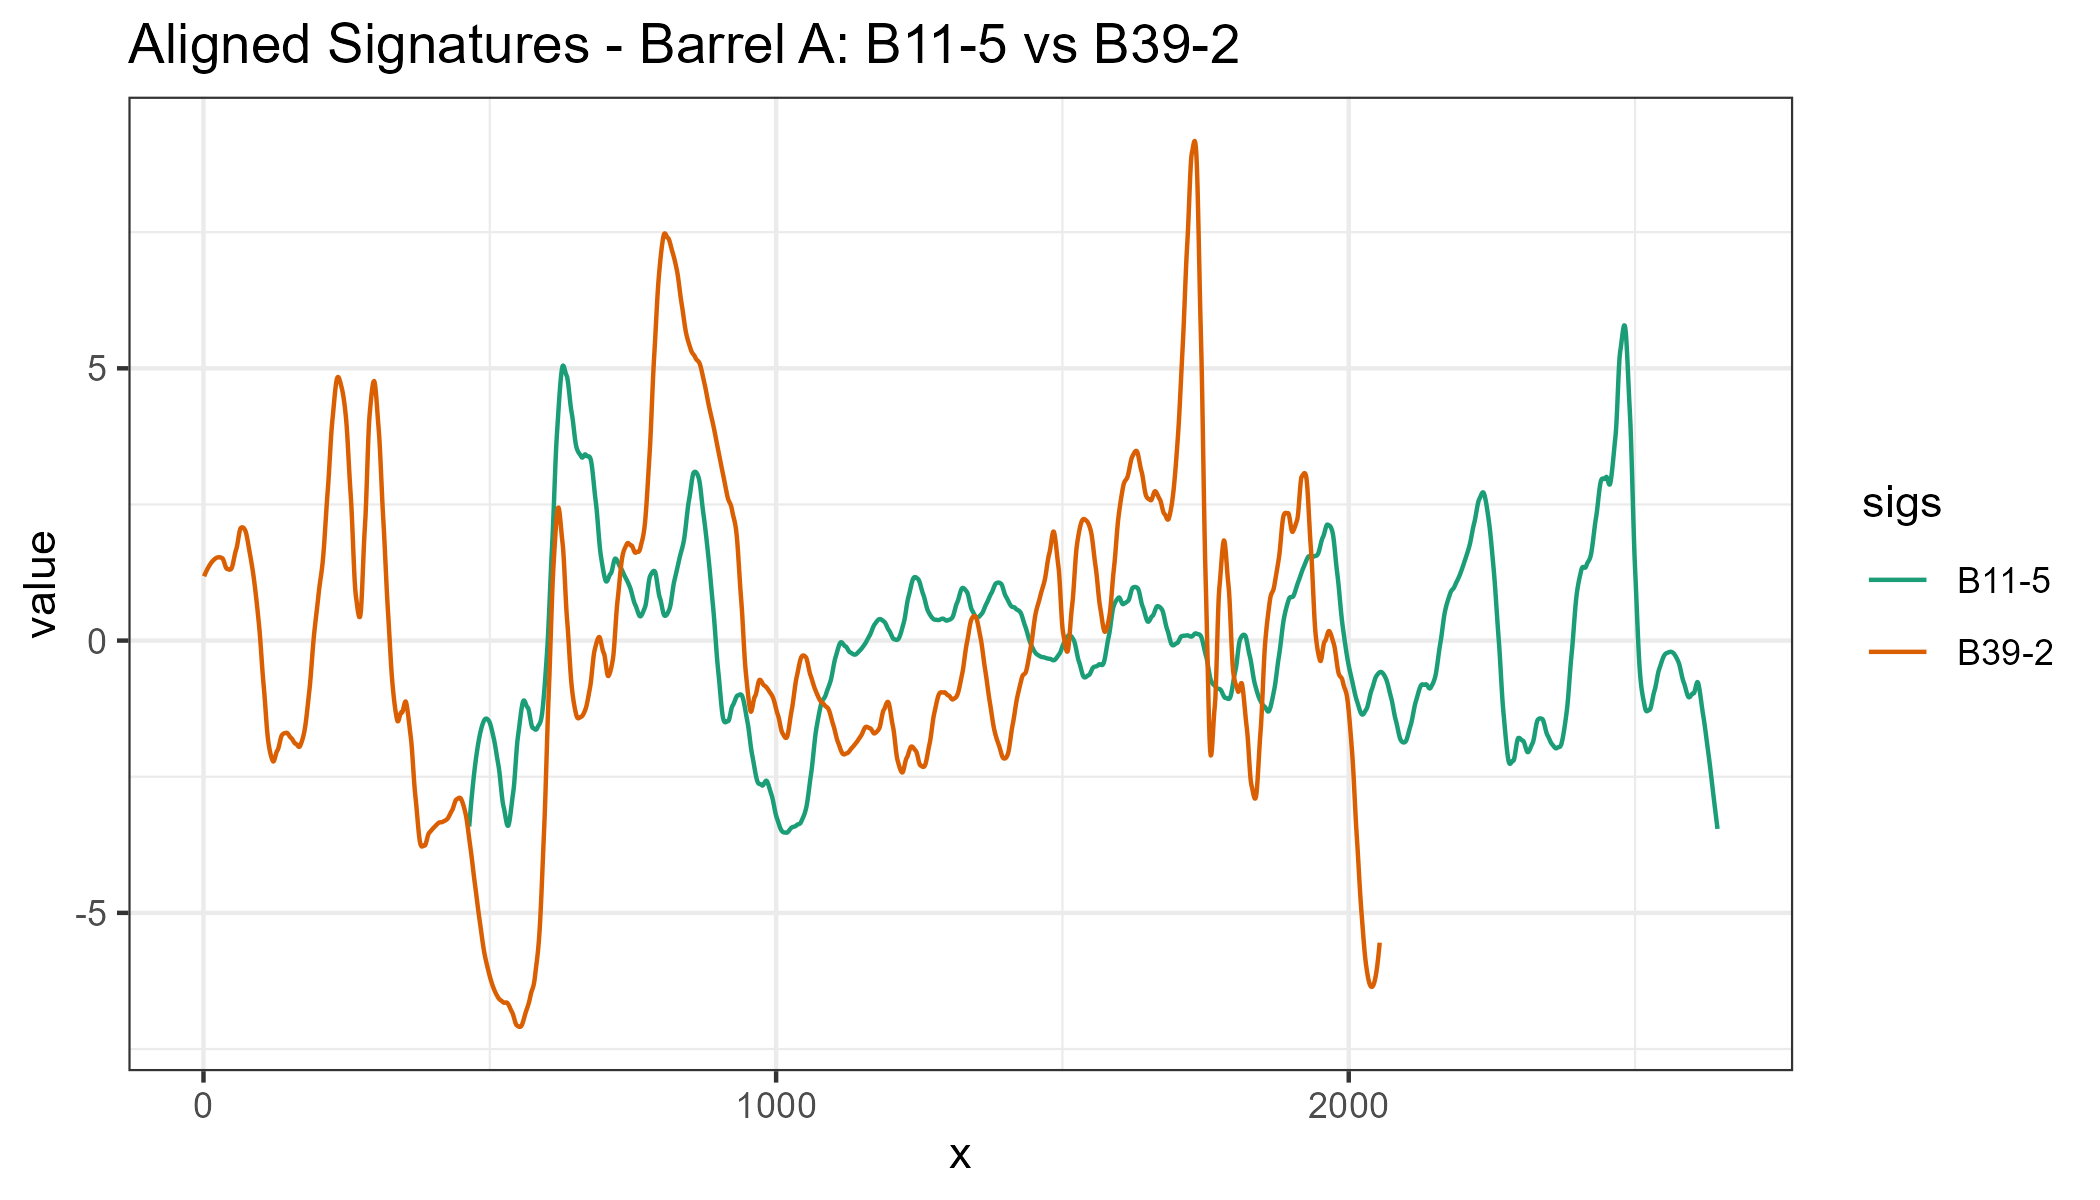 Aligned Signatures - Barrel A: B11-5 vs B39-2
value
5
0
-5
0 1000 2000
x
sigs
B11-5
B39-2